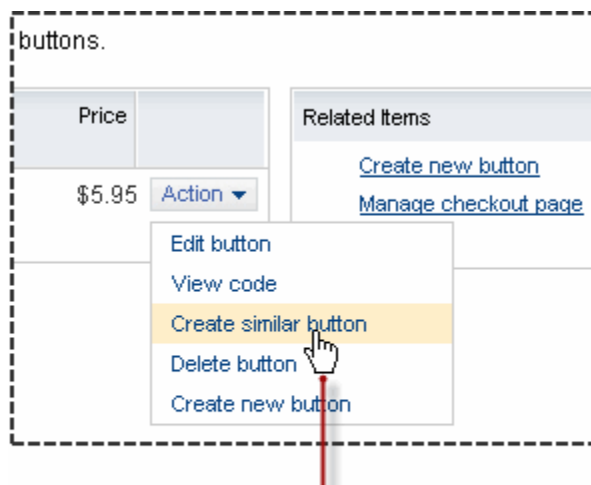 buttons.
Price
Related Items
Create new button
$5.95 Action
Manage checkout page
Edit button
View code
Create similar button
Delete button
Create new button